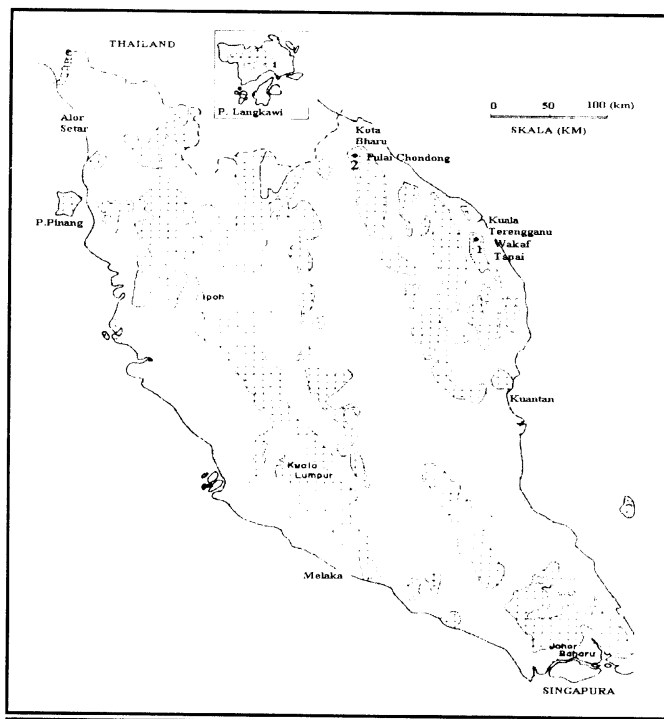 THAILAND
1
P. Langkawi
0 50 100 (km)
SKALA (KM)
Alor
Setar
Kota
Bharu
Pulai Chondong
2
P.Pinang
Kuala
Terengganu
Wakaf
Tapai
1
Ipoh
Kuantan
Kuala
Lumpur
Melaka
Johor
Baharu
SINGAPURA